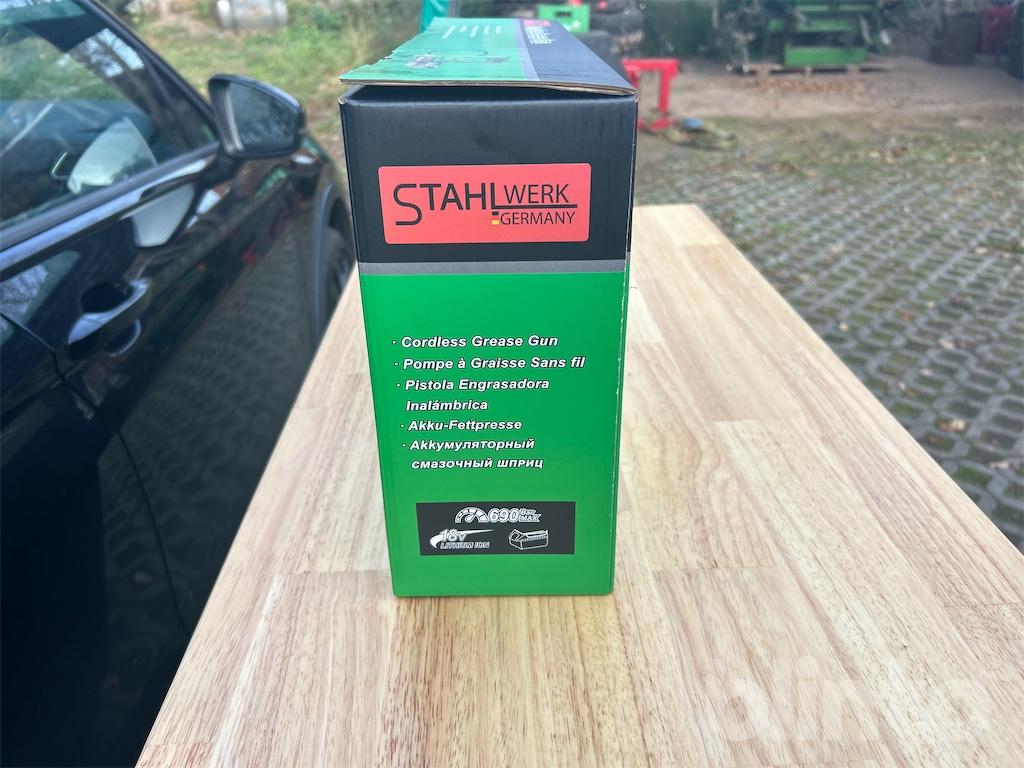 STAHLWERK
GERMANY
· Cordless Grease Gun
· Pompe à Graisse Sans fil
· Pistola Engrasadora
Inalámbrica
· Akku-Fettpresse
· Аккумуляторный
смазочный шприц
690 Bar MAX
18V
LITHIUM ION